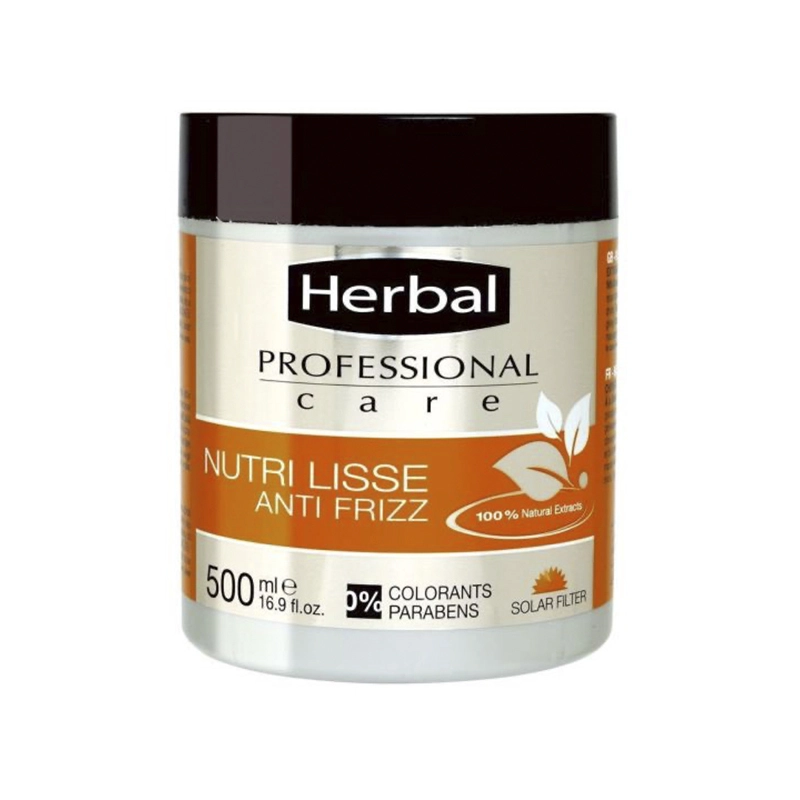 Herbal
PROFESSIONAL
care
NUTRI LISSE
ANTI FRIZZ
100% Natural Extracts
500 ml e
16.9 fl.oz.
0% COLORANTS
PARABENS
SOLAR FILTER